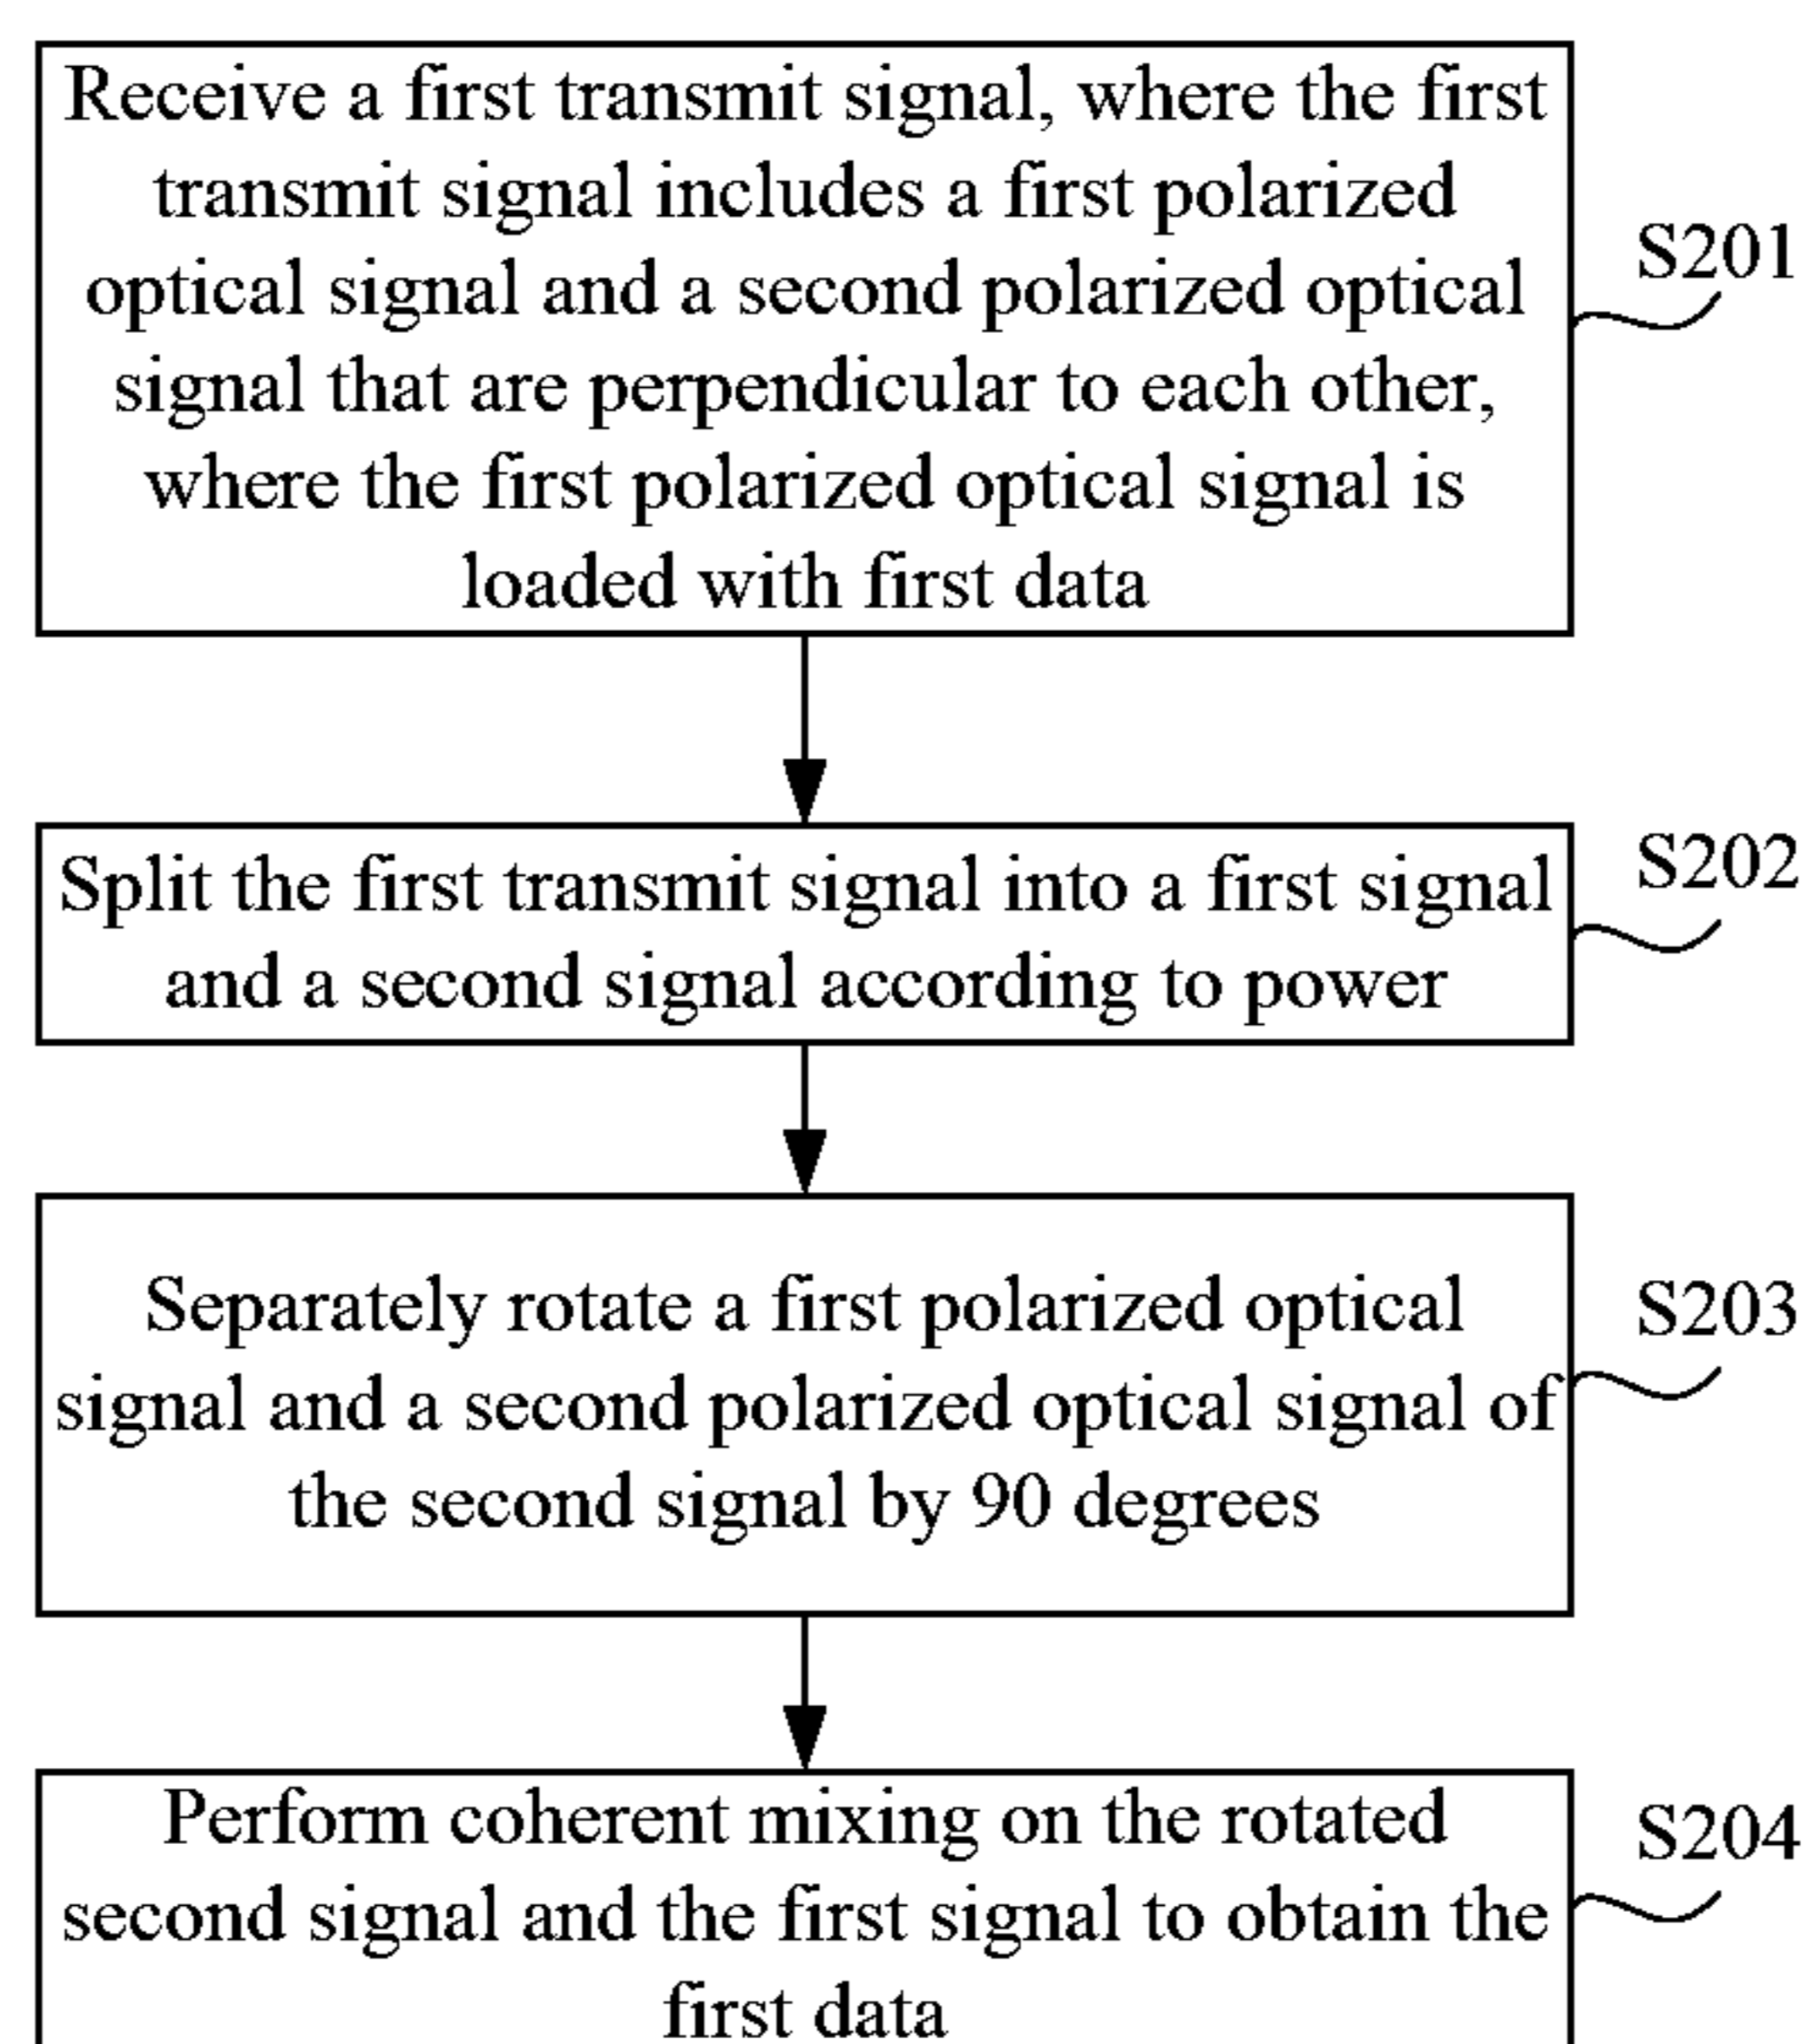 Receive a first transmit signal, where the first
transmit signal includes a first polarized
optical signal and a second polarized optical
signal that are perpendicular to each other,
where the first polarized optical signal is
loaded with first data
S201
Split the first transmit signal into a first signal
and a second signal according to power
S202
Separately rotate a first polarized optical
signal and a second polarized optical signal of
the second signal by 90 degrees
S203
Perform coherent mixing on the rotated
second signal and the first signal to obtain the
first data
S204